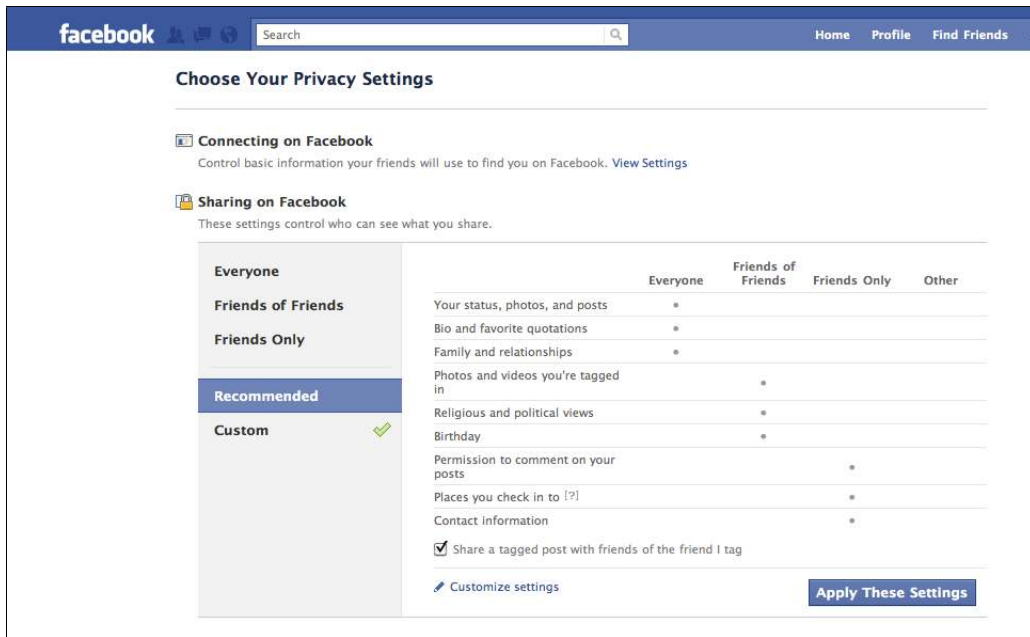 facebook
Search
Home Profile Find Friends
Choose Your Privacy Settings
Connecting on Facebook
Control basic information your friends will use to find you on Facebook. View Settings
Sharing on Facebook
These settings control who can see what you share.
Everyone
Friends of Friends
Friends Only
Recommended
Custom
Everyone
Friends of
Friends
Friends Only
Other
Your status, photos, and posts
Bio and favorite quotations
Family and relationships
Photos and videos you're tagged
in
Religious and political views
Birthday
Permission to comment on your
posts
Places you check in to [?]
Contact information
Share a tagged post with friends of the friend I tag
Customize settings
Apply These Settings